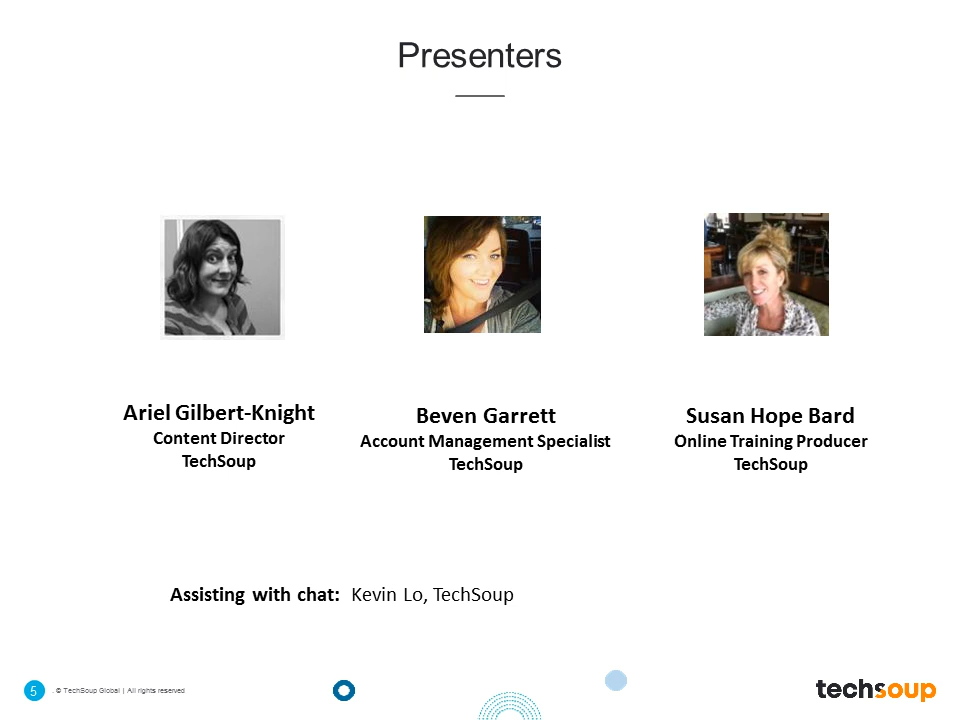 Presenters
Ariel Gilbert-Knight
Content Director
TechSoup
Beven Garrett
Account Management Specialist
TechSoup
Susan Hope Bard
Online Training Producer
TechSoup
Assisting with chat: Kevin Lo, TechSoup
5 . © TechSoup Global | All rights reserved
techsoup